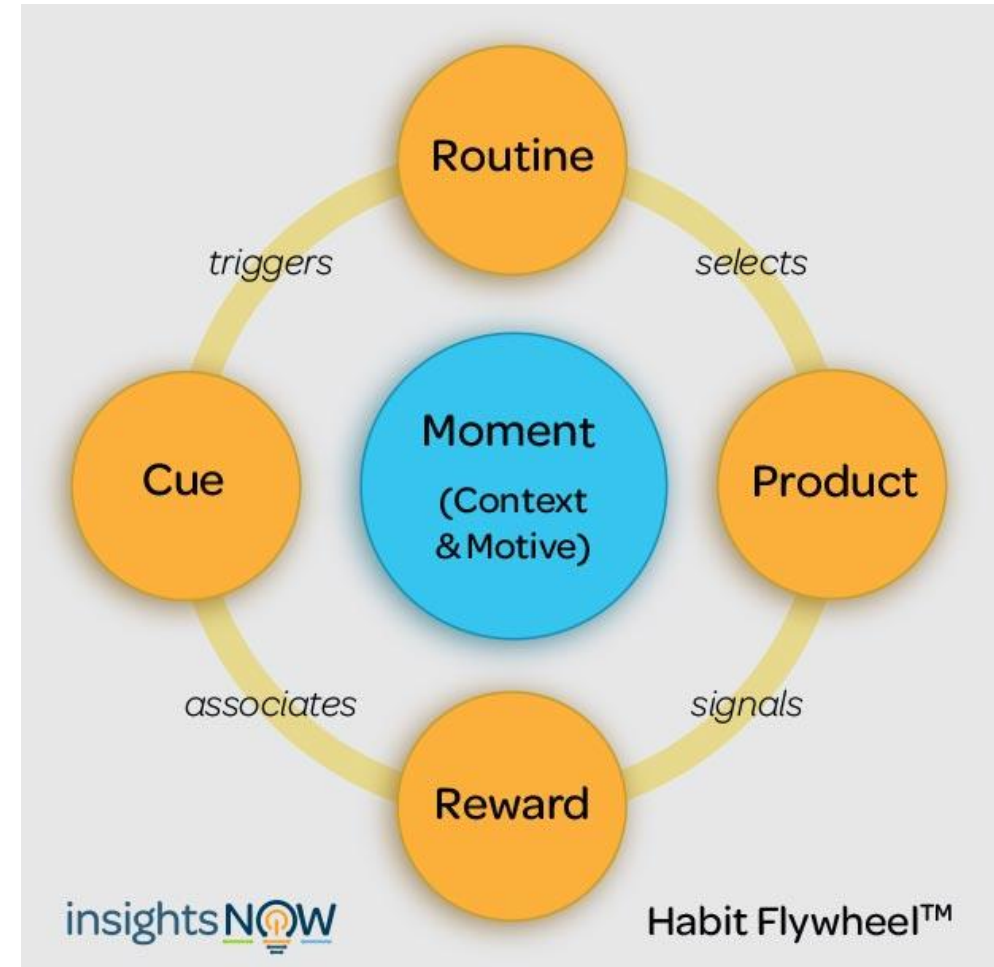 Routine
triggers
selects
Moment
(Context
& Motive)
Cue
Product
associates
signals
Reward
insightsNOW
Habit Flywheel™